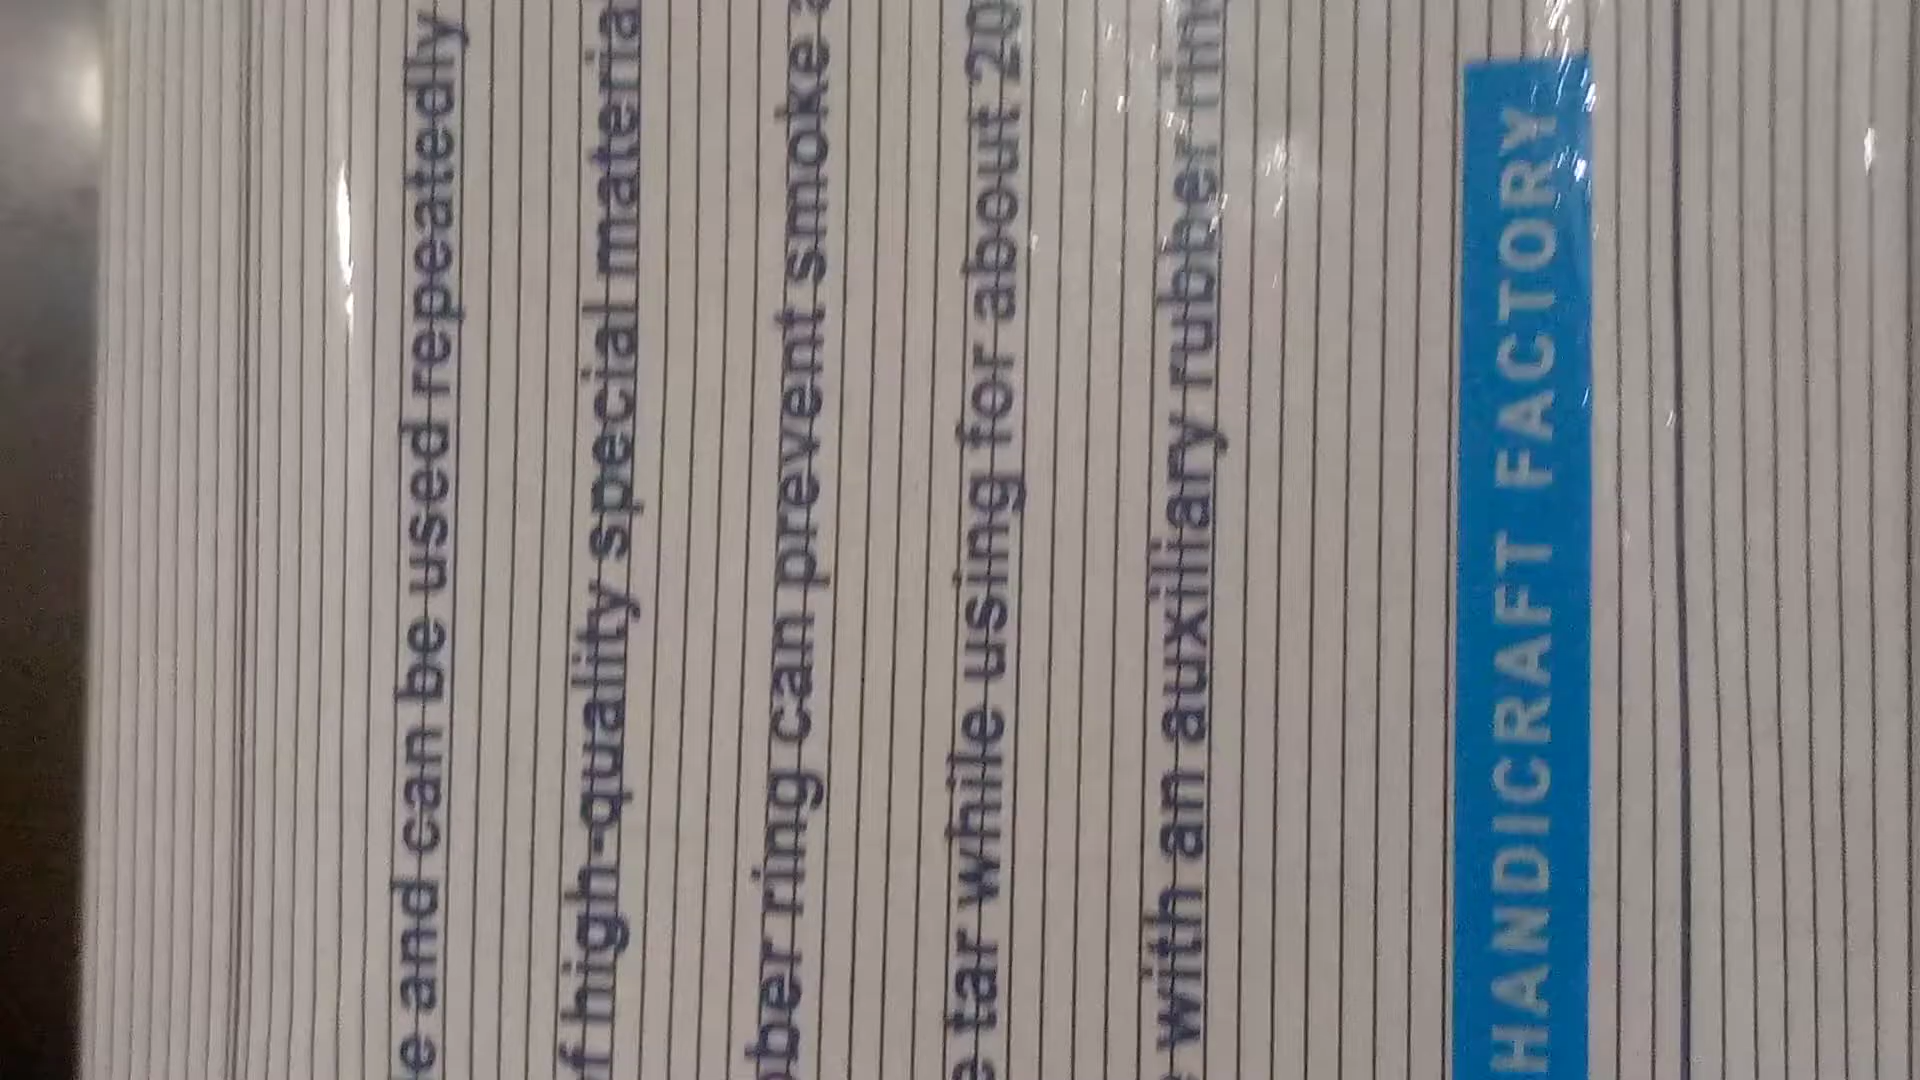 e and can be used repeatedly
f high-quality special materia
ber ring can prevent smoke
e tar while using for about 20
with an auxiliary rubber
HANDICRAFT FACTORY